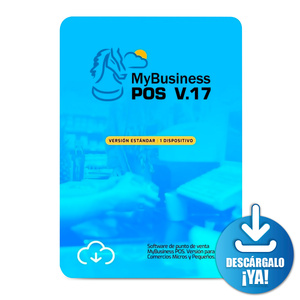 MyBusiness
POS V.17
VERSIÓN ESTÁNDAR · 1 DISPOSITIVO
Software de punto de venta
MyBusiness POS. Versión para
Comercios Micros y Pequeños.
DESCÁRGALO
¡YA!